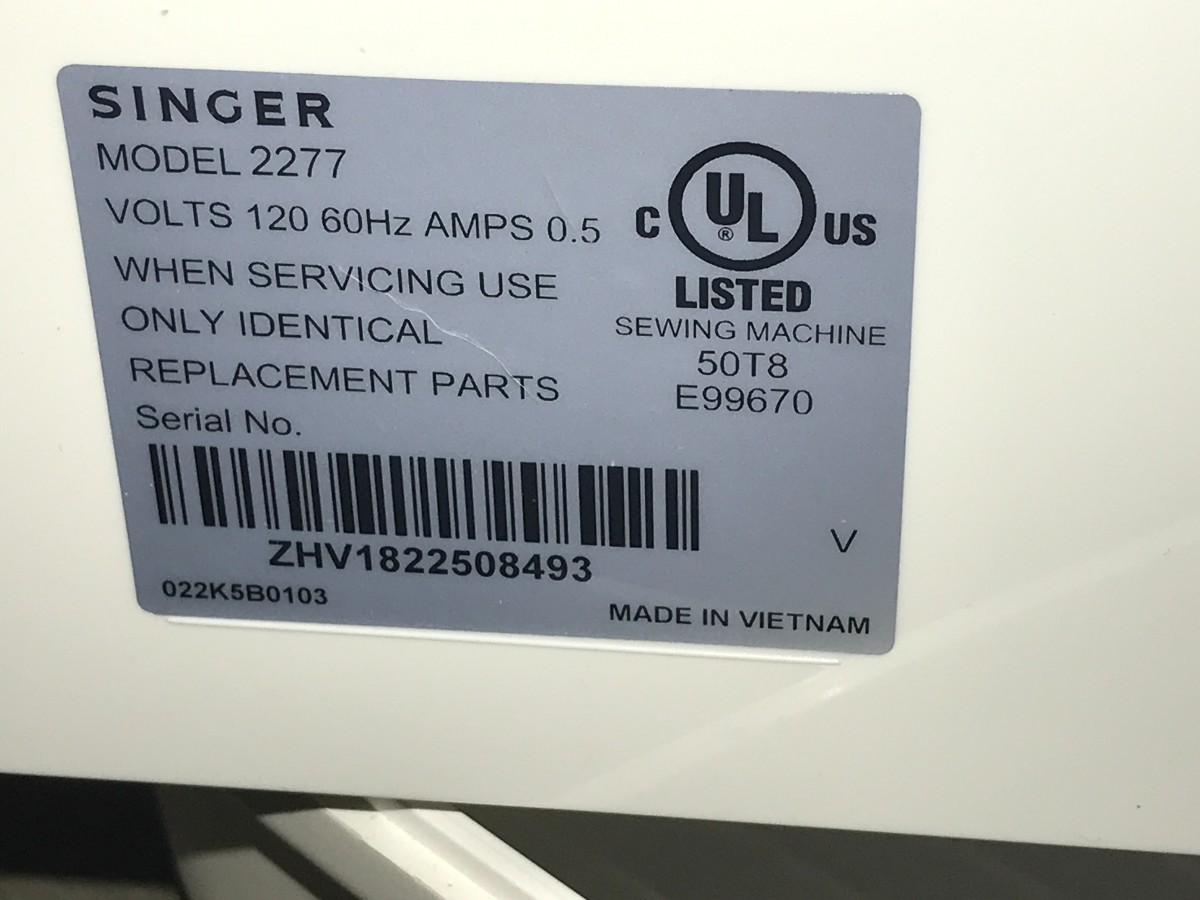 SINGER
MODEL 2277
VOLTS 120 60Hz AMPS 0.5
WHEN SERVICING USE
ONLY IDENTICAL
REPLACEMENT PARTS
Serial No.
ZHV1822508493
022K5B0103
C UL® US
LISTED
SEWING MACHINE
50T8
E99670
V
MADE IN VIETNAM